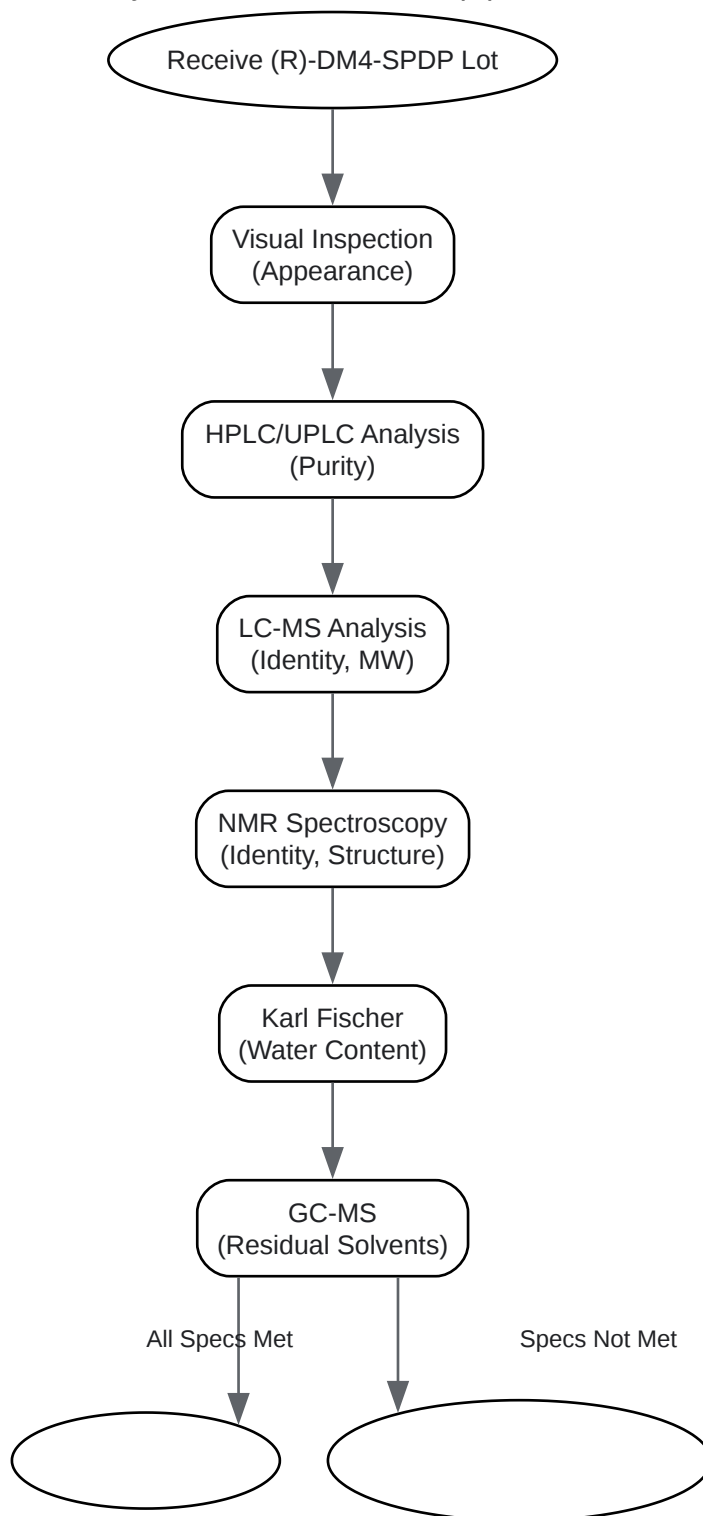 Receive (R)-DM4-SPDP Lot
Visual Inspection
(Appearance)
HPLC/UPLC Analysis
(Purity)
LC-MS Analysis
(Identity, MW)
NMR Spectroscopy
(Identity, Structure)
Karl Fischer
(Water Content)
GC-MS
(Residual Solvents)
All Specs Met
Specs Not Met